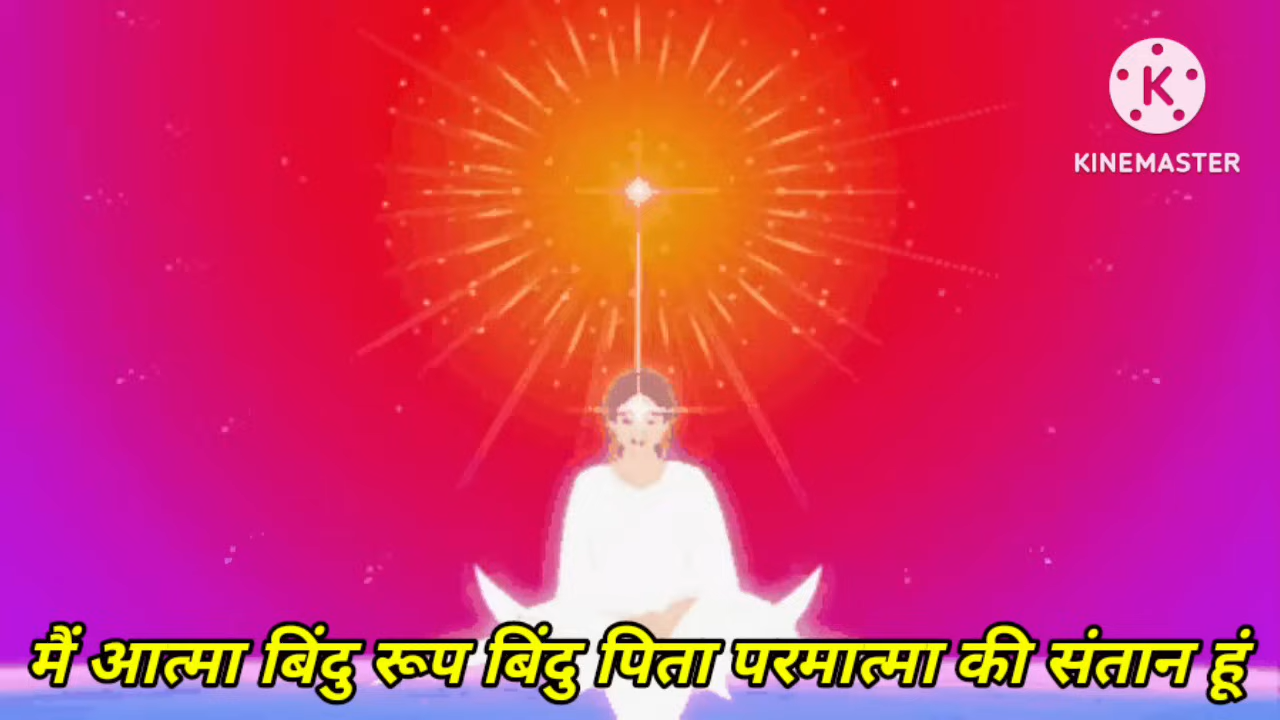 K
KINEMASTER
मैं आत्मा बिंदु रूप बिंदु पिता परमात्मा की संतान हूं